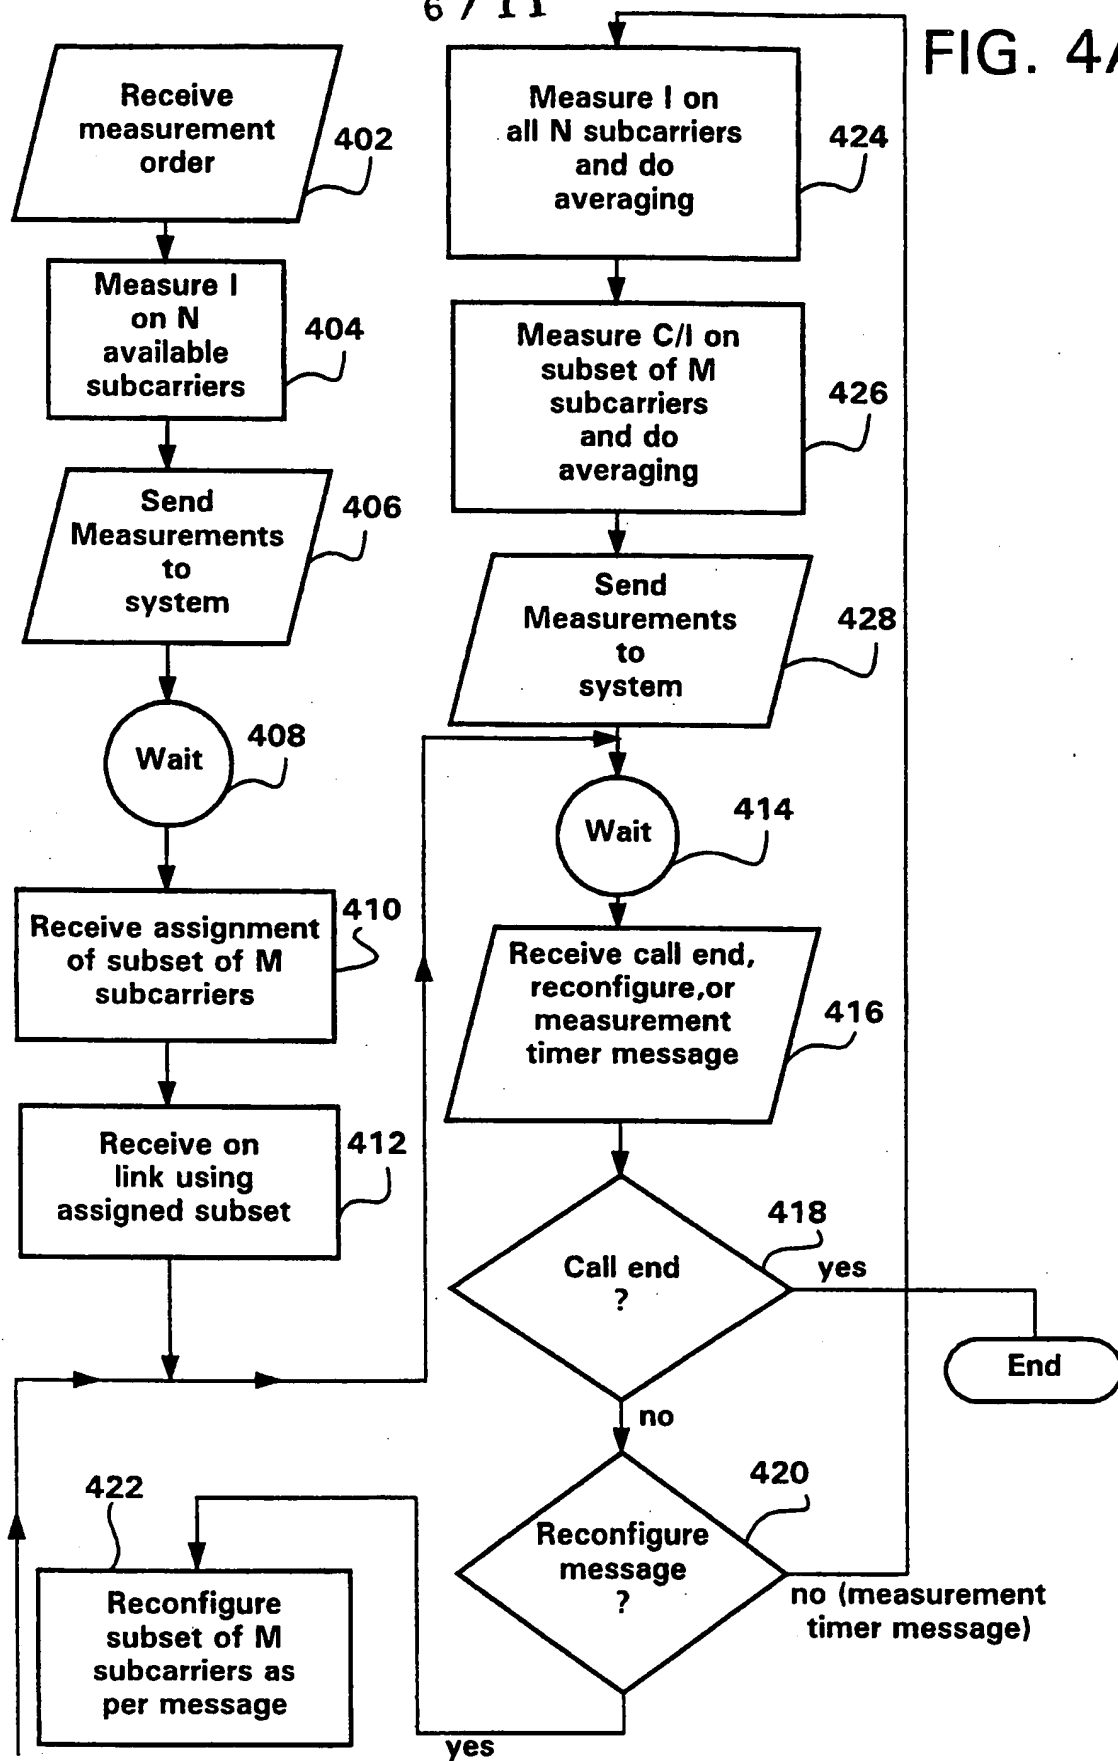 6 / 11
FIG. 4A
Receive
measurement
order
402
Measure I
on N
available
subcarriers
404
Send
Measurements
to
system
406
Wait
408
Receive assignment
of subset of M
subcarriers
410
Receive on
link using
assigned subset
412
422
Reconfigure
subset of M
subcarriers as
per message
Measure I on
all N subcarriers
and do
averaging
424
Measure C/I on
subset of M
subcarriers
and do
averaging
426
Send
Measurements
to
system
428
Wait
414
Receive call end,
reconfigure,or
measurement
timer message
416
Call end
?
418
yes
End
no
Reconfigure
message
?
420
no (measurement
timer message)
yes